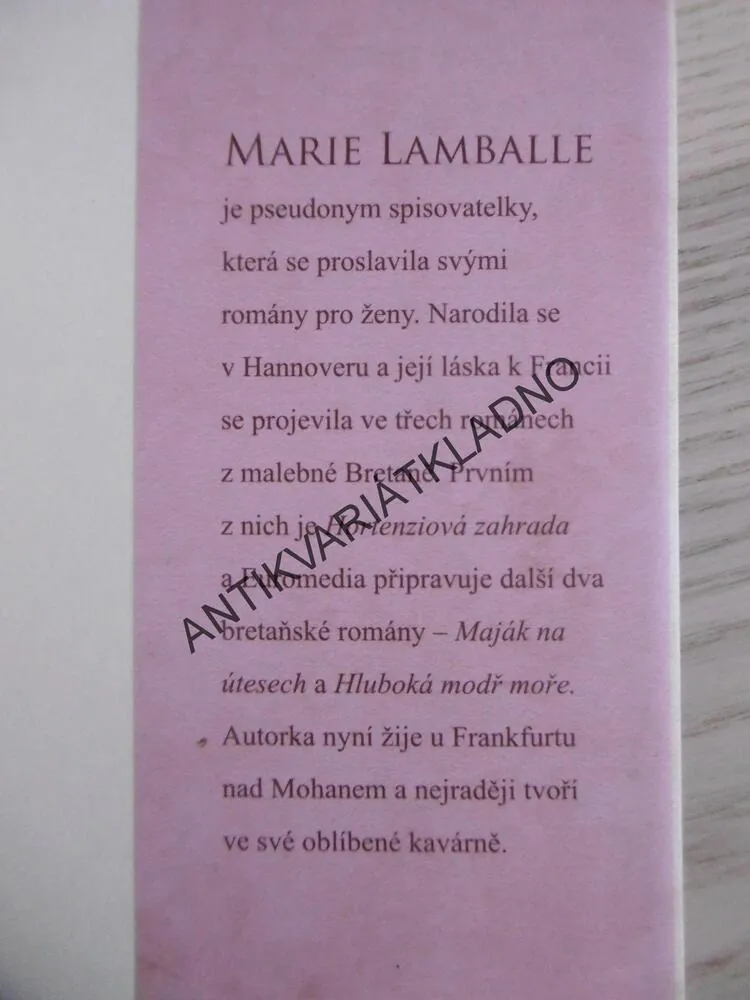 MARIE LAMBALLE
je pseudonym spisovatelky,
která se proslavila svými
romány pro ženy. Narodila se
v Hannoveru a její láska k Francii
se projevila ve třech románech
z malebné Bretaně. Prvním
z nich je Hortenziová zahrada
a Euromedia připravuje další dva
bretaňské romány – Maják na
útesech a Hluboká modř moře.
Autorka nyní žije u Frankfurtu
nad Mohanem a nejraději tvoří
ve své oblíbené kavárně.
ANTIKVARIÁTKLADNO